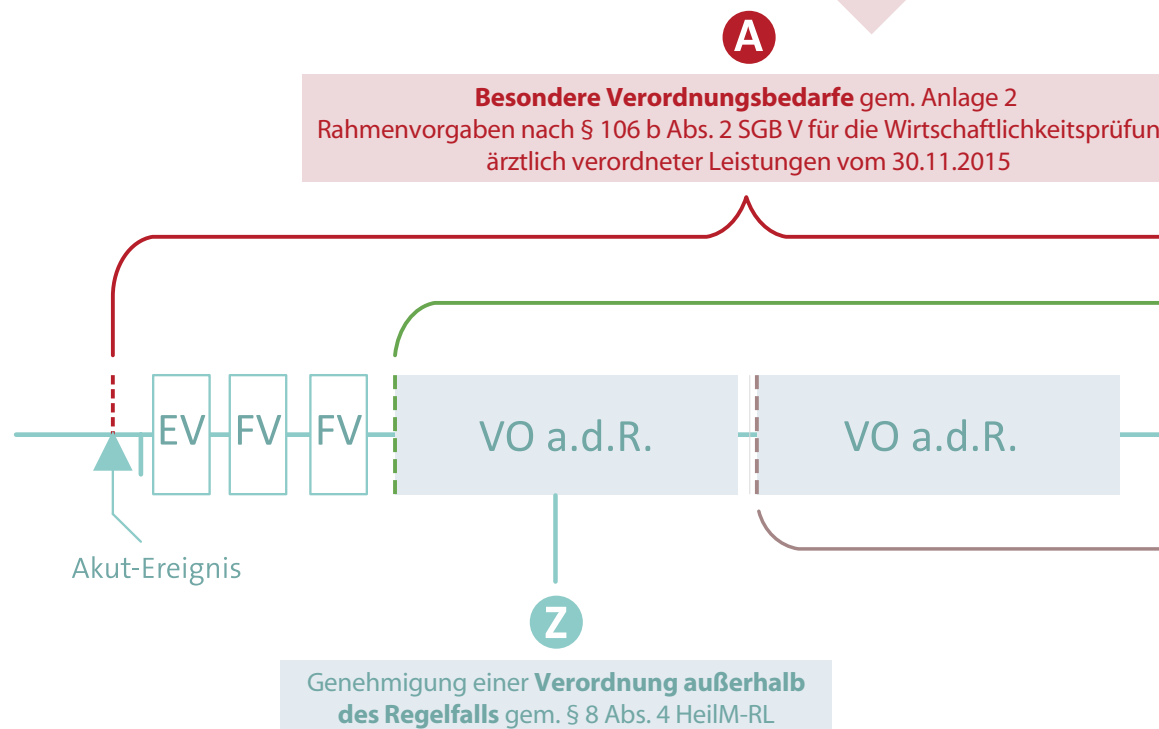 A
Besondere Verordnungsbedarfe gem. Anlage 2
Rahmenvorgaben nach § 106 b Abs. 2 SGB V für die Wirtschaftlichkeitsprüfun
ärztlich verordneter Leistungen vom 30.11.2015
EV FV FV VO a.d.R. VO a.d.R.
Akut-Ereignis
Z
Genehmigung einer Verordnung außerhalb
des Regelfalls gem. § 8 Abs. 4 HeilM-RL